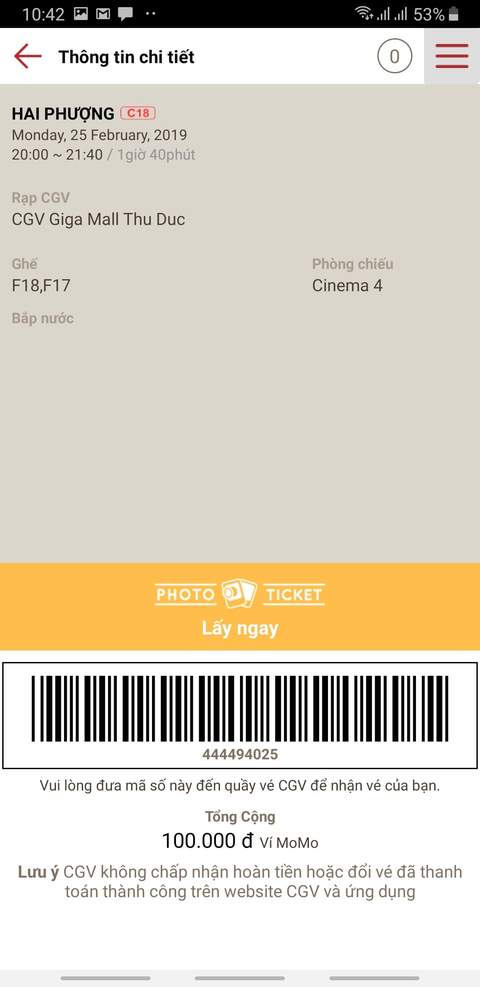 10:42
53%
Thông tin chi tiết
0
HAI PHƯỢNG C18
Monday, 25 February, 2019
20:00 ~ 21:40 / 1giờ 40phút
Rạp CGV
CGV Giga Mall Thu Duc
Ghế
Phòng chiếu
F18,F17
Cinema 4
Bắp nước
PHOTO TICKET
Lấy ngay
444494025
Vui lòng đưa mã số này đến quầy vé CGV để nhận vé của bạn.
Tổng Cộng
100.000 đ Ví MoMo
Lưu ý CGV không chấp nhận hoàn tiền hoặc đổi vé đã thanh
toán thành công trên website CGV và ứng dụng